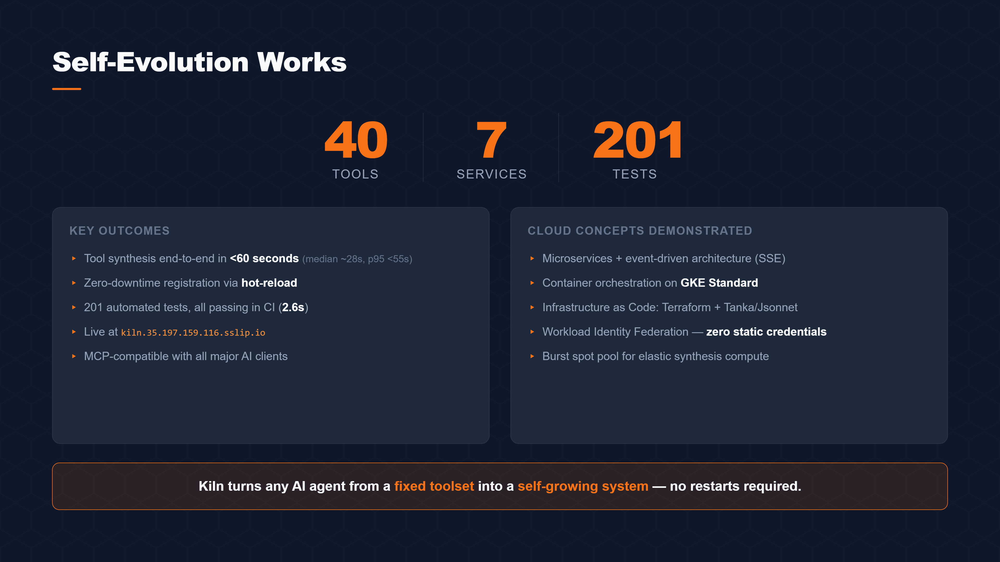 Self-Evolution Works
40
TOOLS
7
SERVICES
201
TESTS
KEY OUTCOMES
Tool synthesis end-to-end in <60 seconds (median ~28s, p95 <55s)
Zero-downtime registration via hot-reload
201 automated tests, all passing in CI (2.6s)
Live at kiln.35.197.159.116.sslip.io
MCP-compatible with all major AI clients
CLOUD CONCEPTS DEMONSTRATED
Microservices + event-driven architecture (SSE)
Container orchestration on GKE Standard
Infrastructure as Code: Terraform + Tanka/Jsonnet
Workload Identity Federation — zero static credentials
Burst spot pool for elastic synthesis compute
Kiln turns any AI agent from a fixed toolset into a self-growing system — no restarts required.